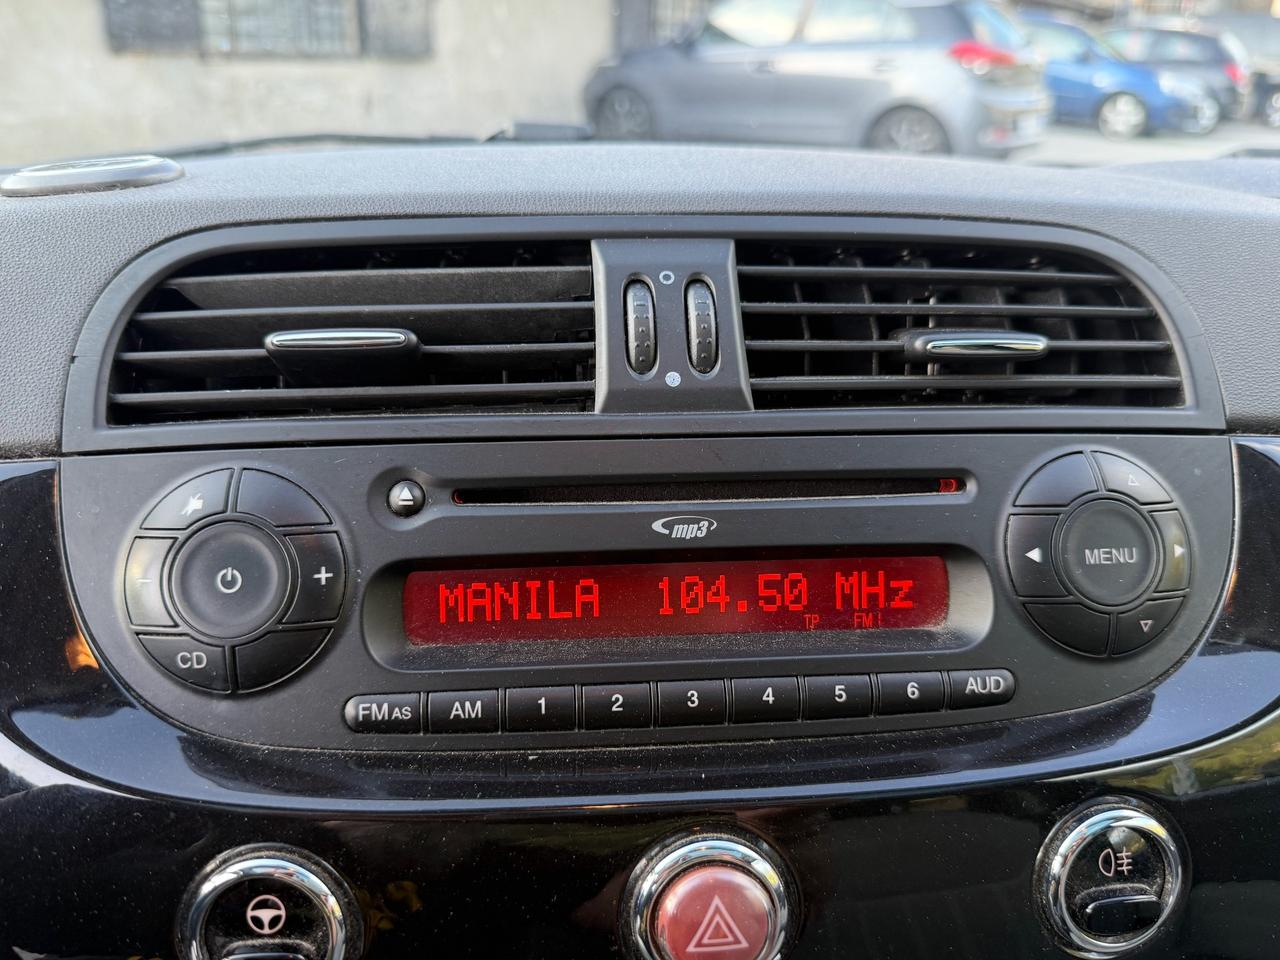 mp3
MANILA 104.50 MHz
TP FM1
- +
CD
MENU
FM AS AM 1 2 3 4 5 6 AUD